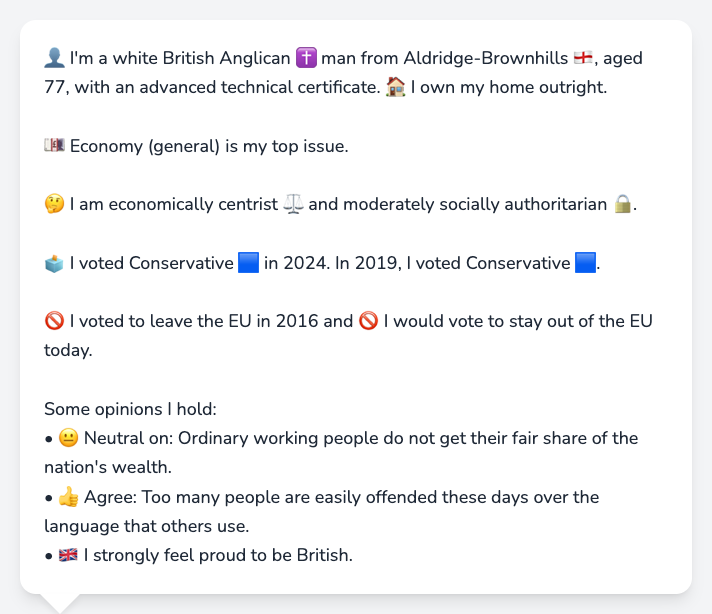 👤 I'm a white British Anglican ✝️ man from Aldridge-Brownhills 🏴󠁧󠁢󠁥󠁮󠁧󠁿, aged
77, with an advanced technical certificate. 🏠 I own my home outright.
💷 Economy (general) is my top issue.
🤔 I am economically centrist ⚖️ and moderately socially authoritarian 🔒.
🗳️ I voted Conservative 🟦 in 2024. In 2019, I voted Conservative 🟦.
🚫 I voted to leave the EU in 2016 and 🚫 I would vote to stay out of the EU
today.
Some opinions I hold:
• 😐 Neutral on: Ordinary working people do not get their fair share of the
nation's wealth.
• 👍 Agree: Too many people are easily offended these days over the
language that others use.
• 🇬🇧 I strongly feel proud to be British.